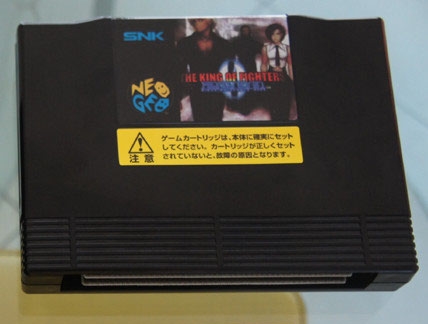 SNK
THE KING OF FIGHTERS
NEO
GEO
注意
ゲームカートリッジは、本体に確実にセット
してください。カートリッジが正しくセット
されていないと、故障の原因となります。